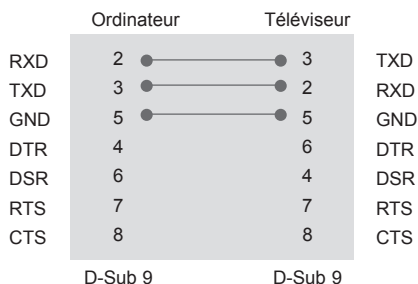 Ordinateur Téléviseur
RXD 2 3 TXD
TXD 3 2 RXD
GND 5 5 GND
DTR 4 6 DTR
DSR 6 4 DSR
RTS 7 7 RTS
CTS 8 8 CTS
D-Sub 9 D-Sub 9